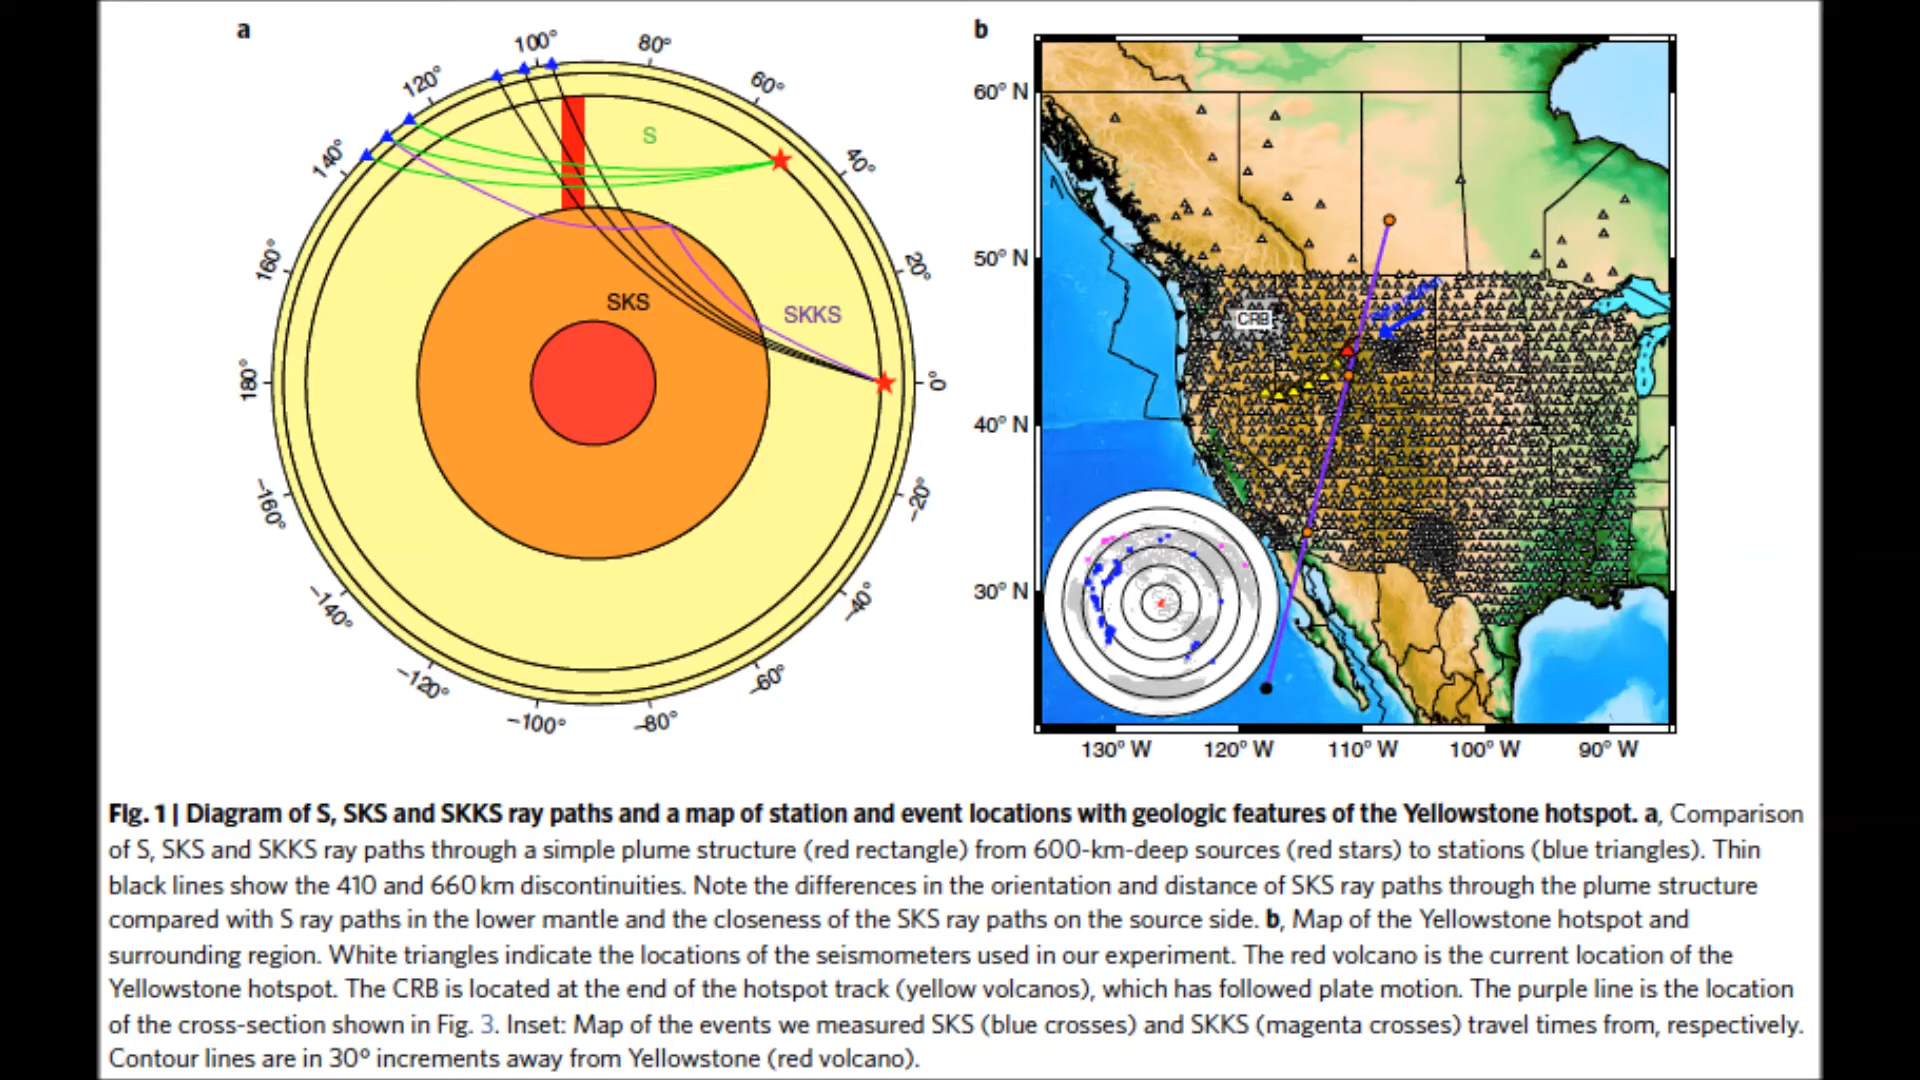 a
100°
80°
120°
60°
140°
40°
S
160°
20°
SKS
SKKS
180°
0°
−160°
−20°
−140°
−40°
−120°
−60°
−100°
−80°
b
60° N
50° N
CRB
40° N
30° N
130° W
120° W
110° W
100° W
90° W
Fig. 1 | Diagram of S, SKS and SKKS ray paths and a map of station and event locations with geologic features of the Yellowstone hotspot. a, Comparison
of S, SKS and SKKS ray paths through a simple plume structure (red rectangle) from 600-km-deep sources (red stars) to stations (blue triangles). Thin
black lines show the 410 and 660 km discontinuities. Note the differences in the orientation and distance of SKS ray paths through the plume structure
compared with S ray paths in the lower mantle and the closeness of the SKS ray paths on the source side. b, Map of the Yellowstone hotspot and
surrounding region. White triangles indicate the locations of the seismometers used in our experiment. The red volcano is the current location of the
Yellowstone hotspot. The CRB is located at the end of the hotspot track (yellow volcanos), which has followed plate motion. The purple line is the location
of the cross-section shown in Fig. 3. Inset: Map of the events we measured SKS (blue crosses) and SKKS (magenta crosses) travel times from, respectively.
Contour lines are in 30° increments away from Yellowstone (red volcano).